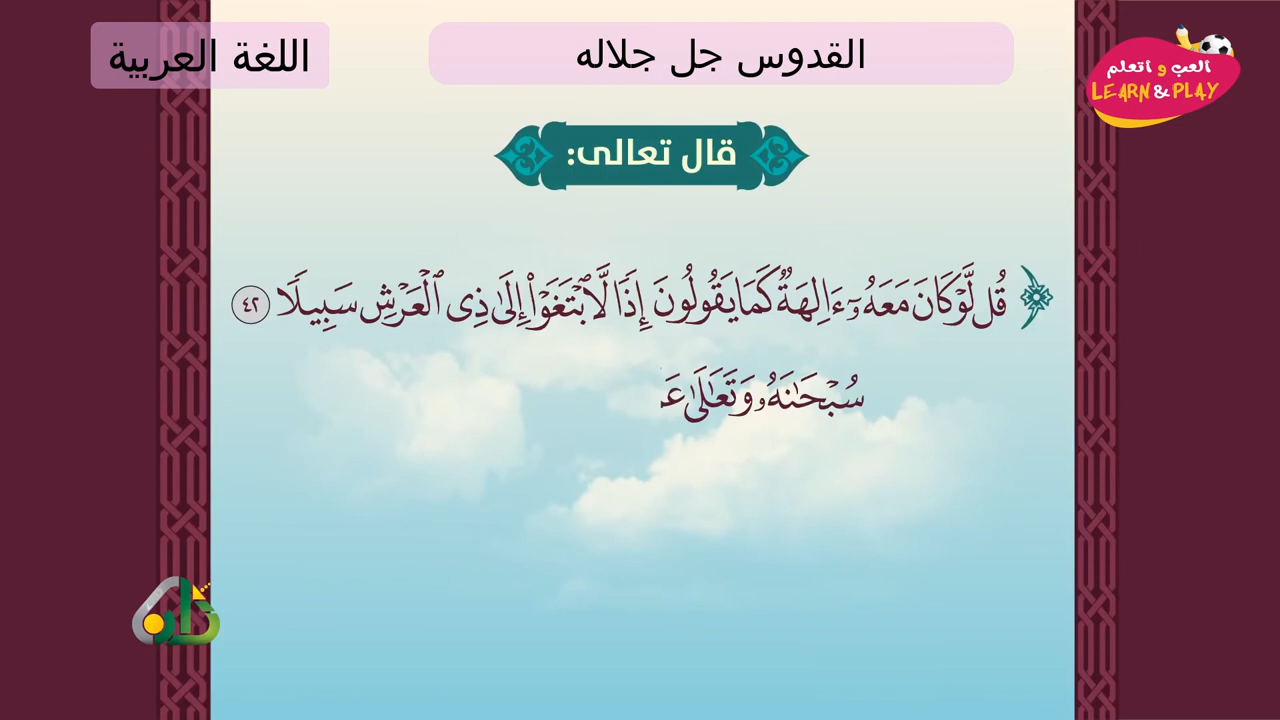 القدوس جل جلاله
اللغة العربية
العب و اتعلم
LEARN & PLAY
قال تعالى:
﴿ قُل لَّوْ كَانَ مَعَهُۥٓ ءَالِهَةٌ كَمَا يَقُولُونَ إِذًا لَّٱبْتَغَوْا۟ إِلَىٰ ذِى ٱلْعَرْشِ سَبِيلًا ٤٢
سُبْحَـٰنَهُۥ وَتَعَـٰلَىٰ عَ